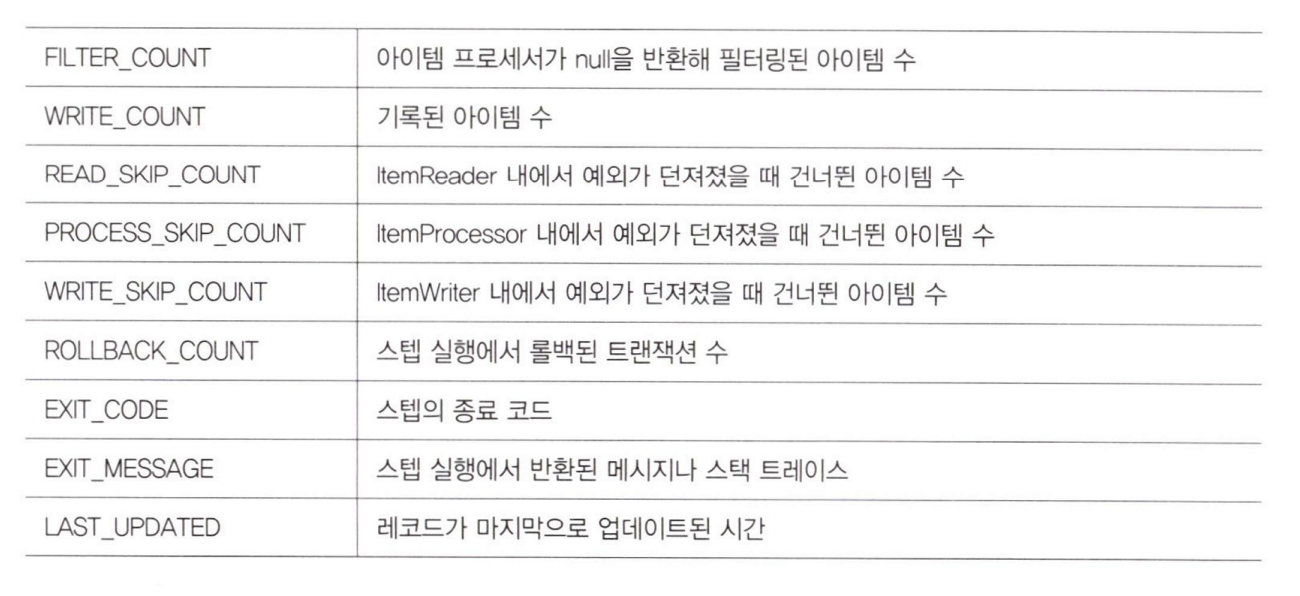 FILTER_COUNT 아이템 프로세서가 null을 반환해 필터링된 아이템 수
WRITE_COUNT 기록된 아이템 수
READ_SKIP_COUNT ItemReader 내에서 예외가 던져졌을 때 건너뛴 아이템 수
PROCESS_SKIP_COUNT ItemProcessor 내에서 예외가 던져졌을 때 건너뛴 아이템 수
WRITE_SKIP_COUNT ItemWriter 내에서 예외가 던져졌을 때 건너뛴 아이템 수
ROLLBACK_COUNT 스텝 실행에서 롤백된 트랜잭션 수
EXIT_CODE 스텝의 종료 코드
EXIT_MESSAGE 스텝 실행에서 반환된 메시지나 스택 트레이스
LAST_UPDATED 레코드가 마지막으로 업데이트된 시간